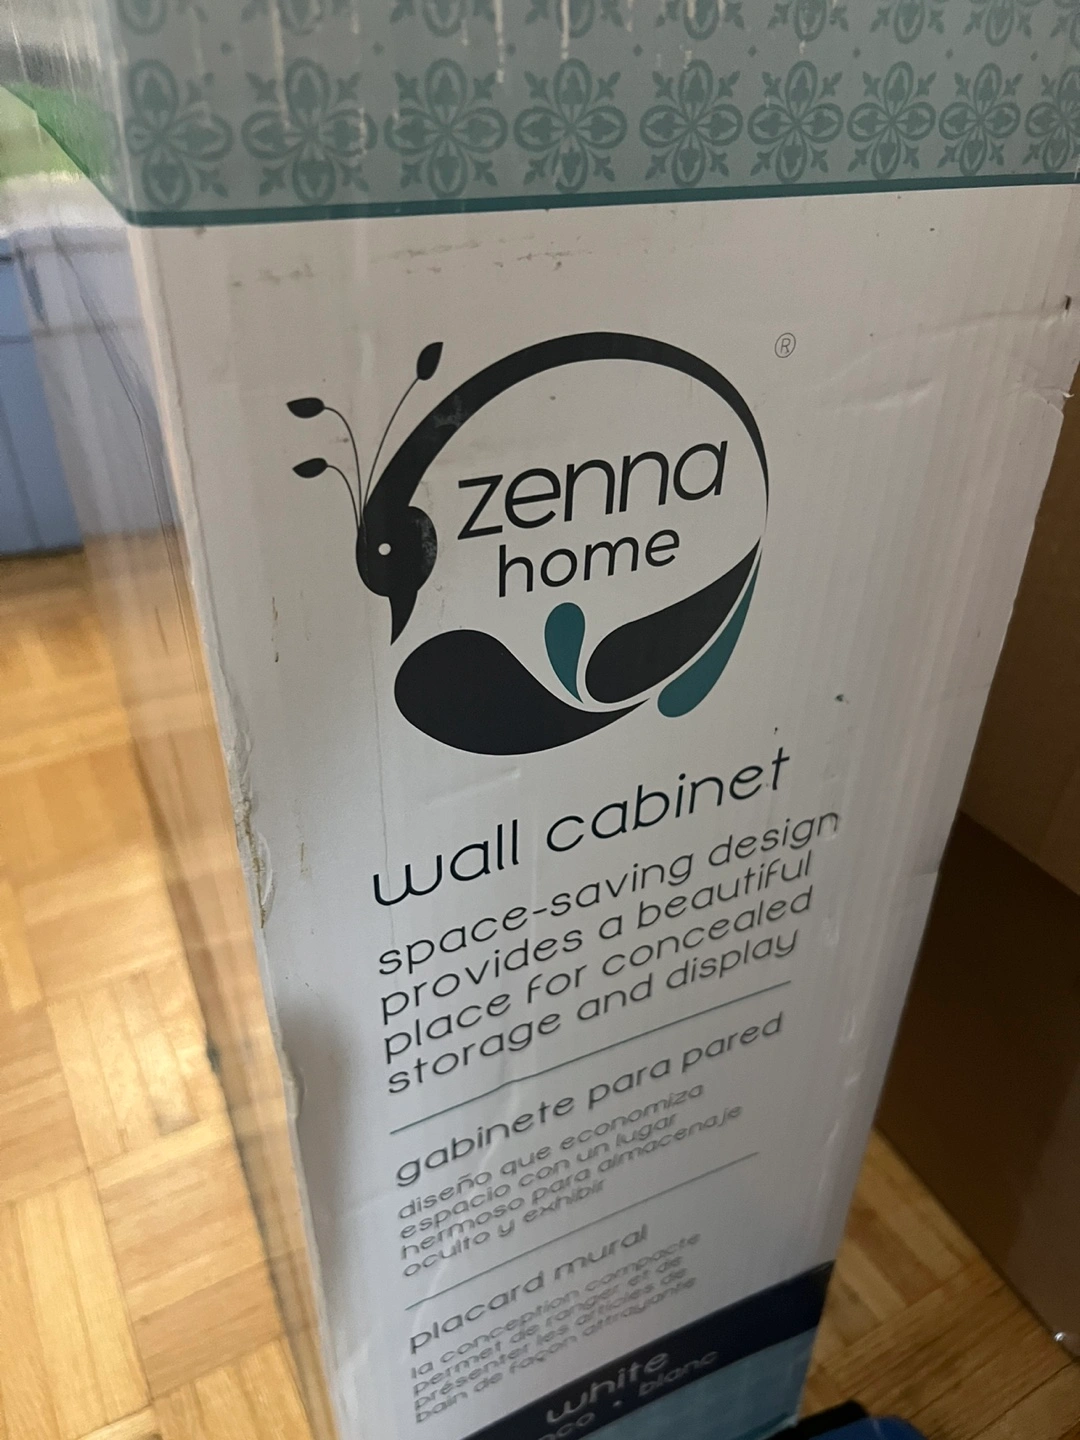 ®
zenna
home
wall cabinet
space-saving design
provides a beautiful
place for concealed
storage and display
gabinete para pared
diseño que economiza
espacio con un lugar
hermoso para almacenaje
oculto y exhibir
placard mural
la conception compacte
permet de ranger et de
présenter les articles de
bain de façon attrayante
white
blanc